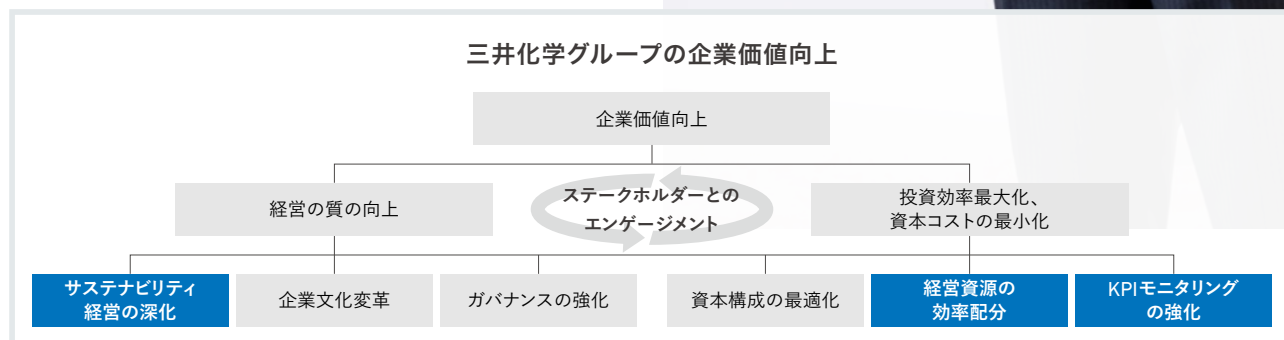 三井化学グループの企業価値向上
企業価値向上
経営の質の向上
ステークホルダーとの
エンゲージメント
投資効率最大化、
資本コストの最小化
サステナビリティ
経営の深化
企業文化変革
ガバナンスの強化
資本構成の最適化
経営資源の
効率配分
KPIモニタリング
の強化